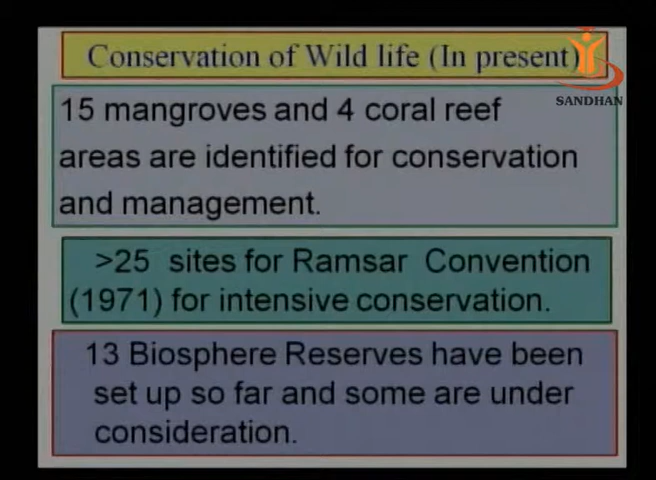 Conservation of Wild life (In present)
SANDHAN
15 mangroves and 4 coral reef
areas are identified for conservation
and management.
>25 sites for Ramsar Convention
(1971) for intensive conservation.
13 Biosphere Reserves have been
set up so far and some are under
consideration.